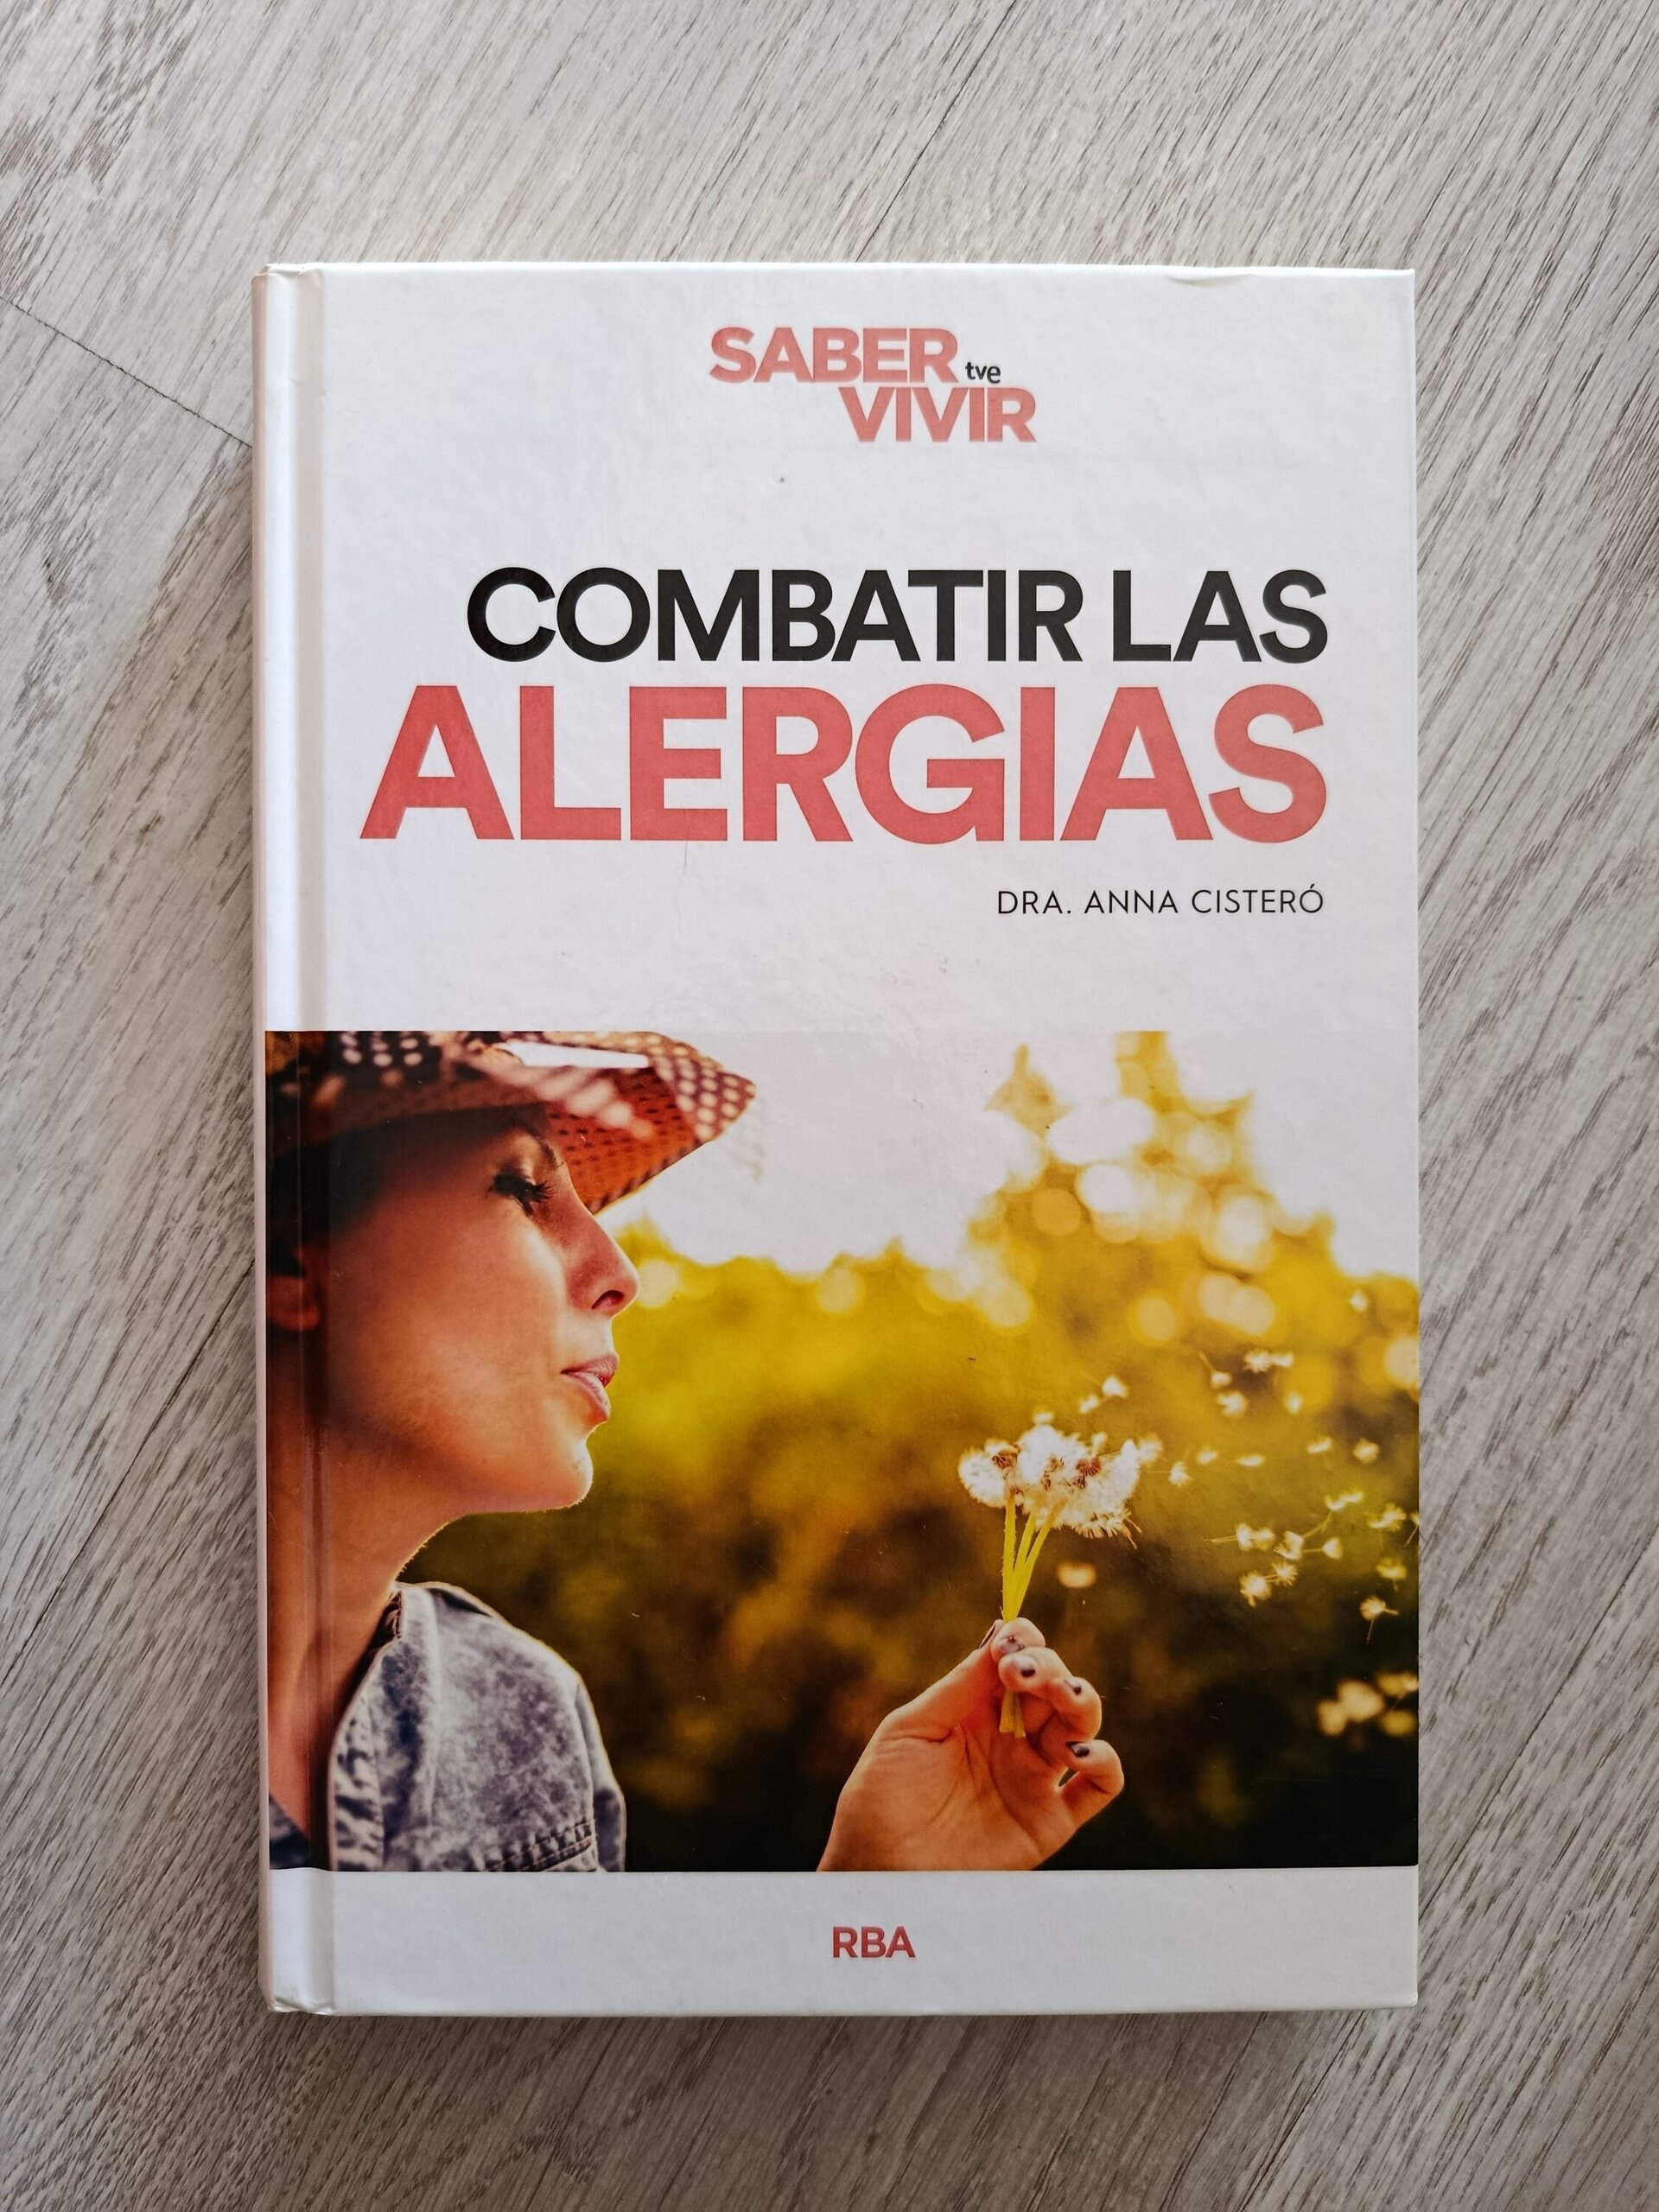 SABER tve
VIVIR
COMBATIR LAS
ALERGIAS
DRA. ANNA CISTERÓ
RBA